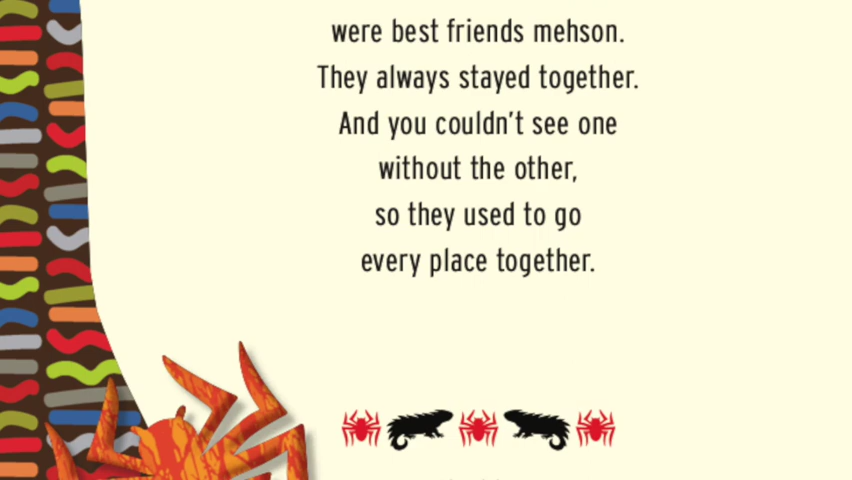 were best friends mehson.
They always stayed together.
And you couldn't see one
without the other,
so they used to go
every place together.